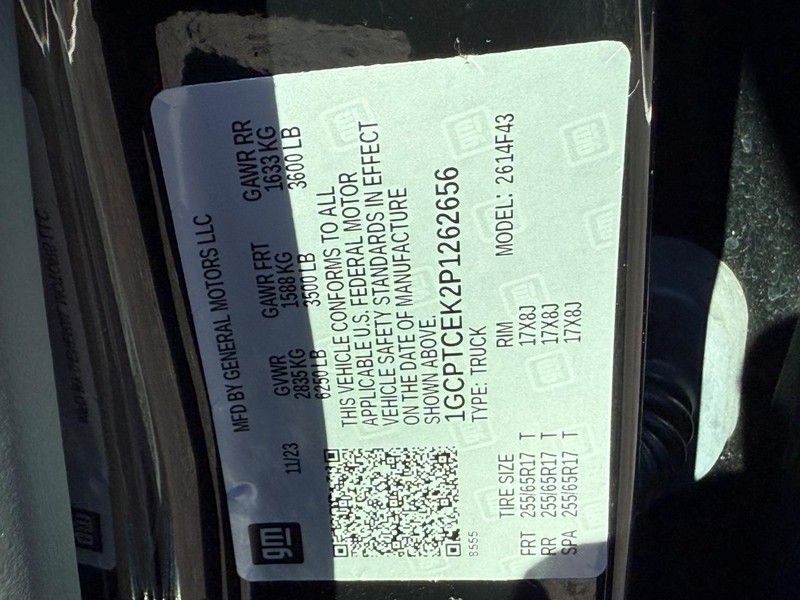 gm
MFD BY GENERAL MOTORS LLC
11/23
GVWR GAWR FRT GAWR RR
2835 KG 1588 KG 1633 KG
6250 LB 3500 LB 3600 LB
THIS VEHICLE CONFORMS TO ALL
APPLICABLE U.S. FEDERAL MOTOR
VEHICLE SAFETY STANDARDS IN EFFECT
ON THE DATE OF MANUFACTURE
SHOWN ABOVE.
1GCPTCEK2P1262656
TYPE: TRUCK
8555
TIRE SIZE RIM MODEL: 2614F43
FRT 255/65R17 T 17X8J
RR 255/65R17 T 17X8J
SPA 255/65R17 T 17X8J